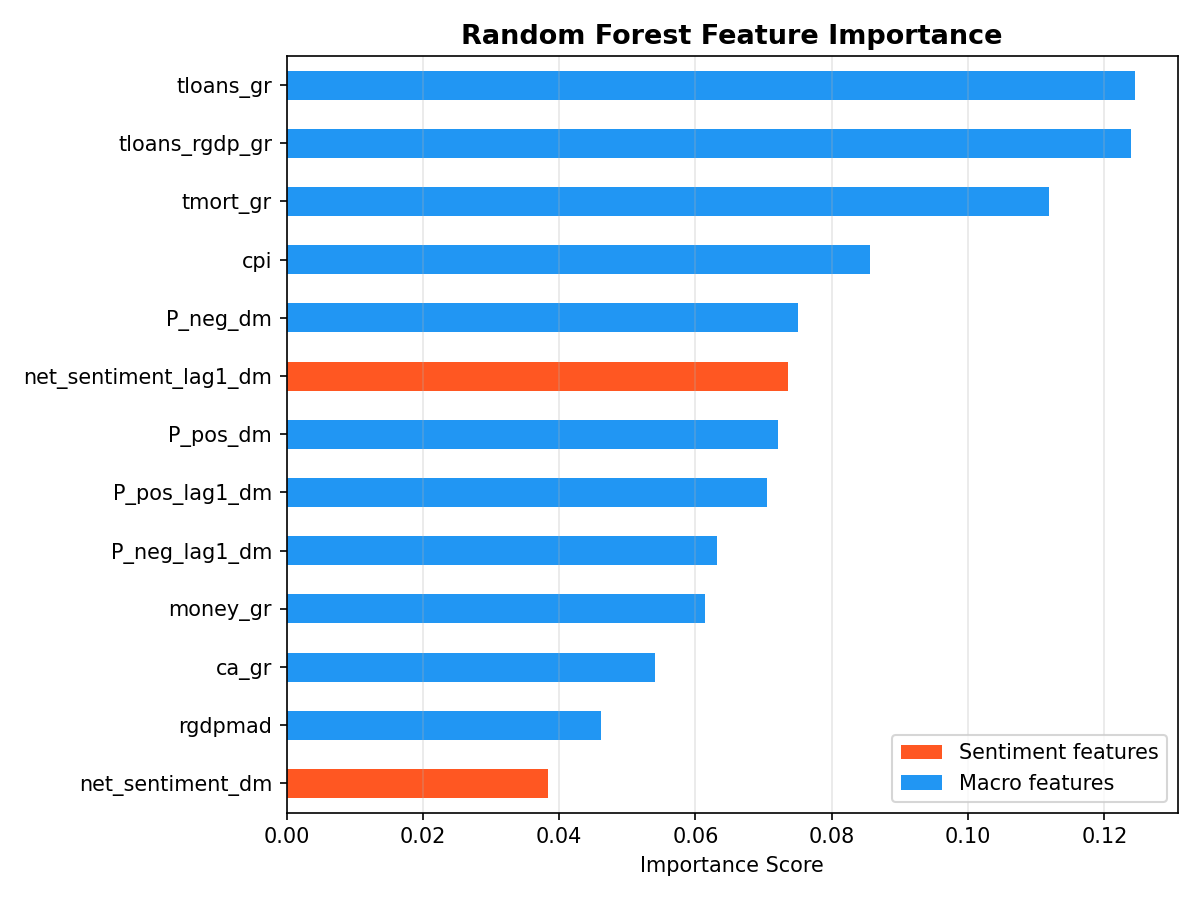 Random Forest Feature Importance
tloans_gr
tloans_rgdp_gr
tmort_gr
cpi
P_neg_dm
net_sentiment_lag1_dm
P_pos_dm
P_pos_lag1_dm
P_neg_lag1_dm
money_gr
ca_gr
rgdpmad
net_sentiment_dm
Sentiment features
Macro features
0.00 0.02 0.04 0.06 0.08 0.10 0.12
Importance Score